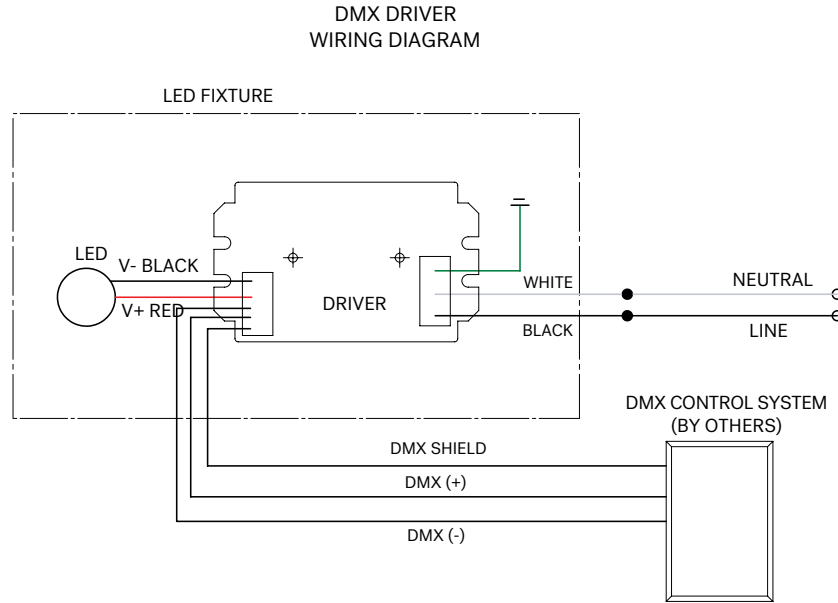 DMX DRIVER
WIRING DIAGRAM
LED FIXTURE
LED
V- BLACK
V+ RED
DRIVER
WHITE
BLACK
NEUTRAL
LINE
DMX CONTROL SYSTEM
(BY OTHERS)
DMX SHIELD
DMX (+)
DMX (-)